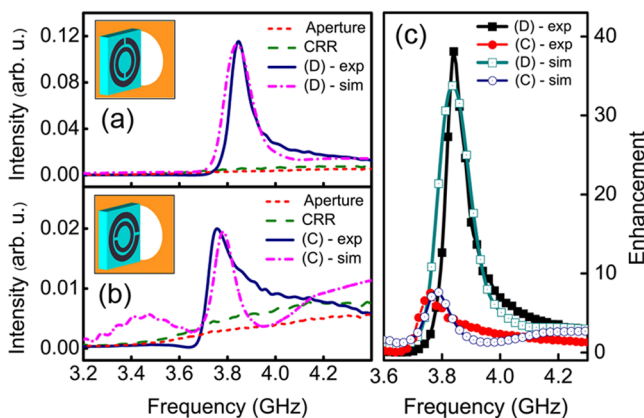 0.12
0.08
0.04
0.00
Intensity (arb. u.)
(a)
Aperture
CRR
(D) - exp
(D) - sim
0.02
0.01
0.00
Intensity (arb. u.)
(b)
Aperture
CRR
(C) - exp
(C) - sim
3.2 3.4 3.6 3.8 4.0 4.2
Frequency (GHz)
(c)
(D) - exp
(C) - exp
(D) - sim
(C) - sim
40
30
20
10
0
Enhancement
3.6 3.8 4.0 4.2
Frequency (GHz)